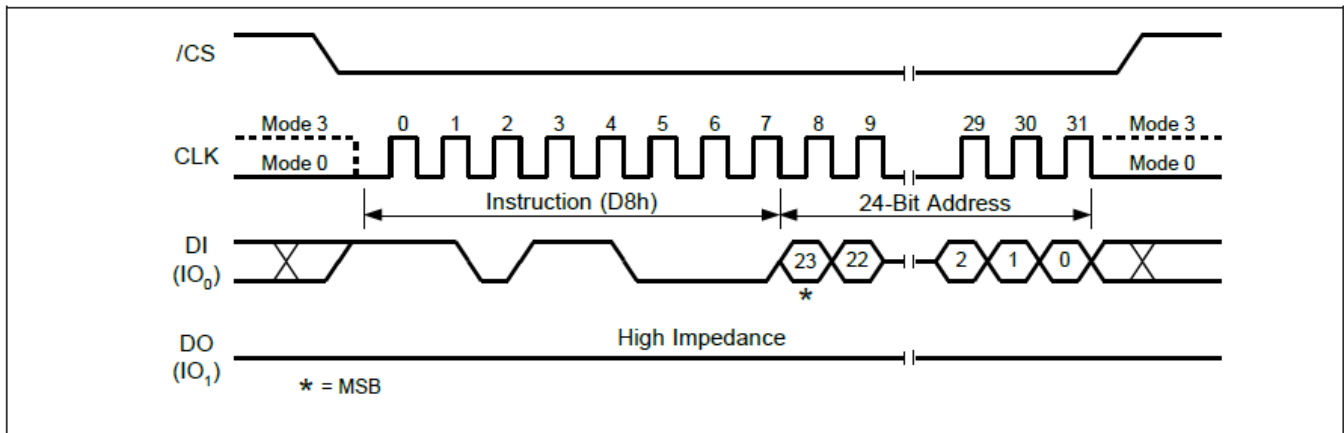 /CS
Mode 3 0 1 2 3 4 5 6 7 8 9 29 30 31 Mode 3
CLK
Mode 0 Mode 0
Instruction (D8h) 24-Bit Address
DI
(IO₀)
23 22 2 1 0
*
DO
(IO₁)
High Impedance
* = MSB